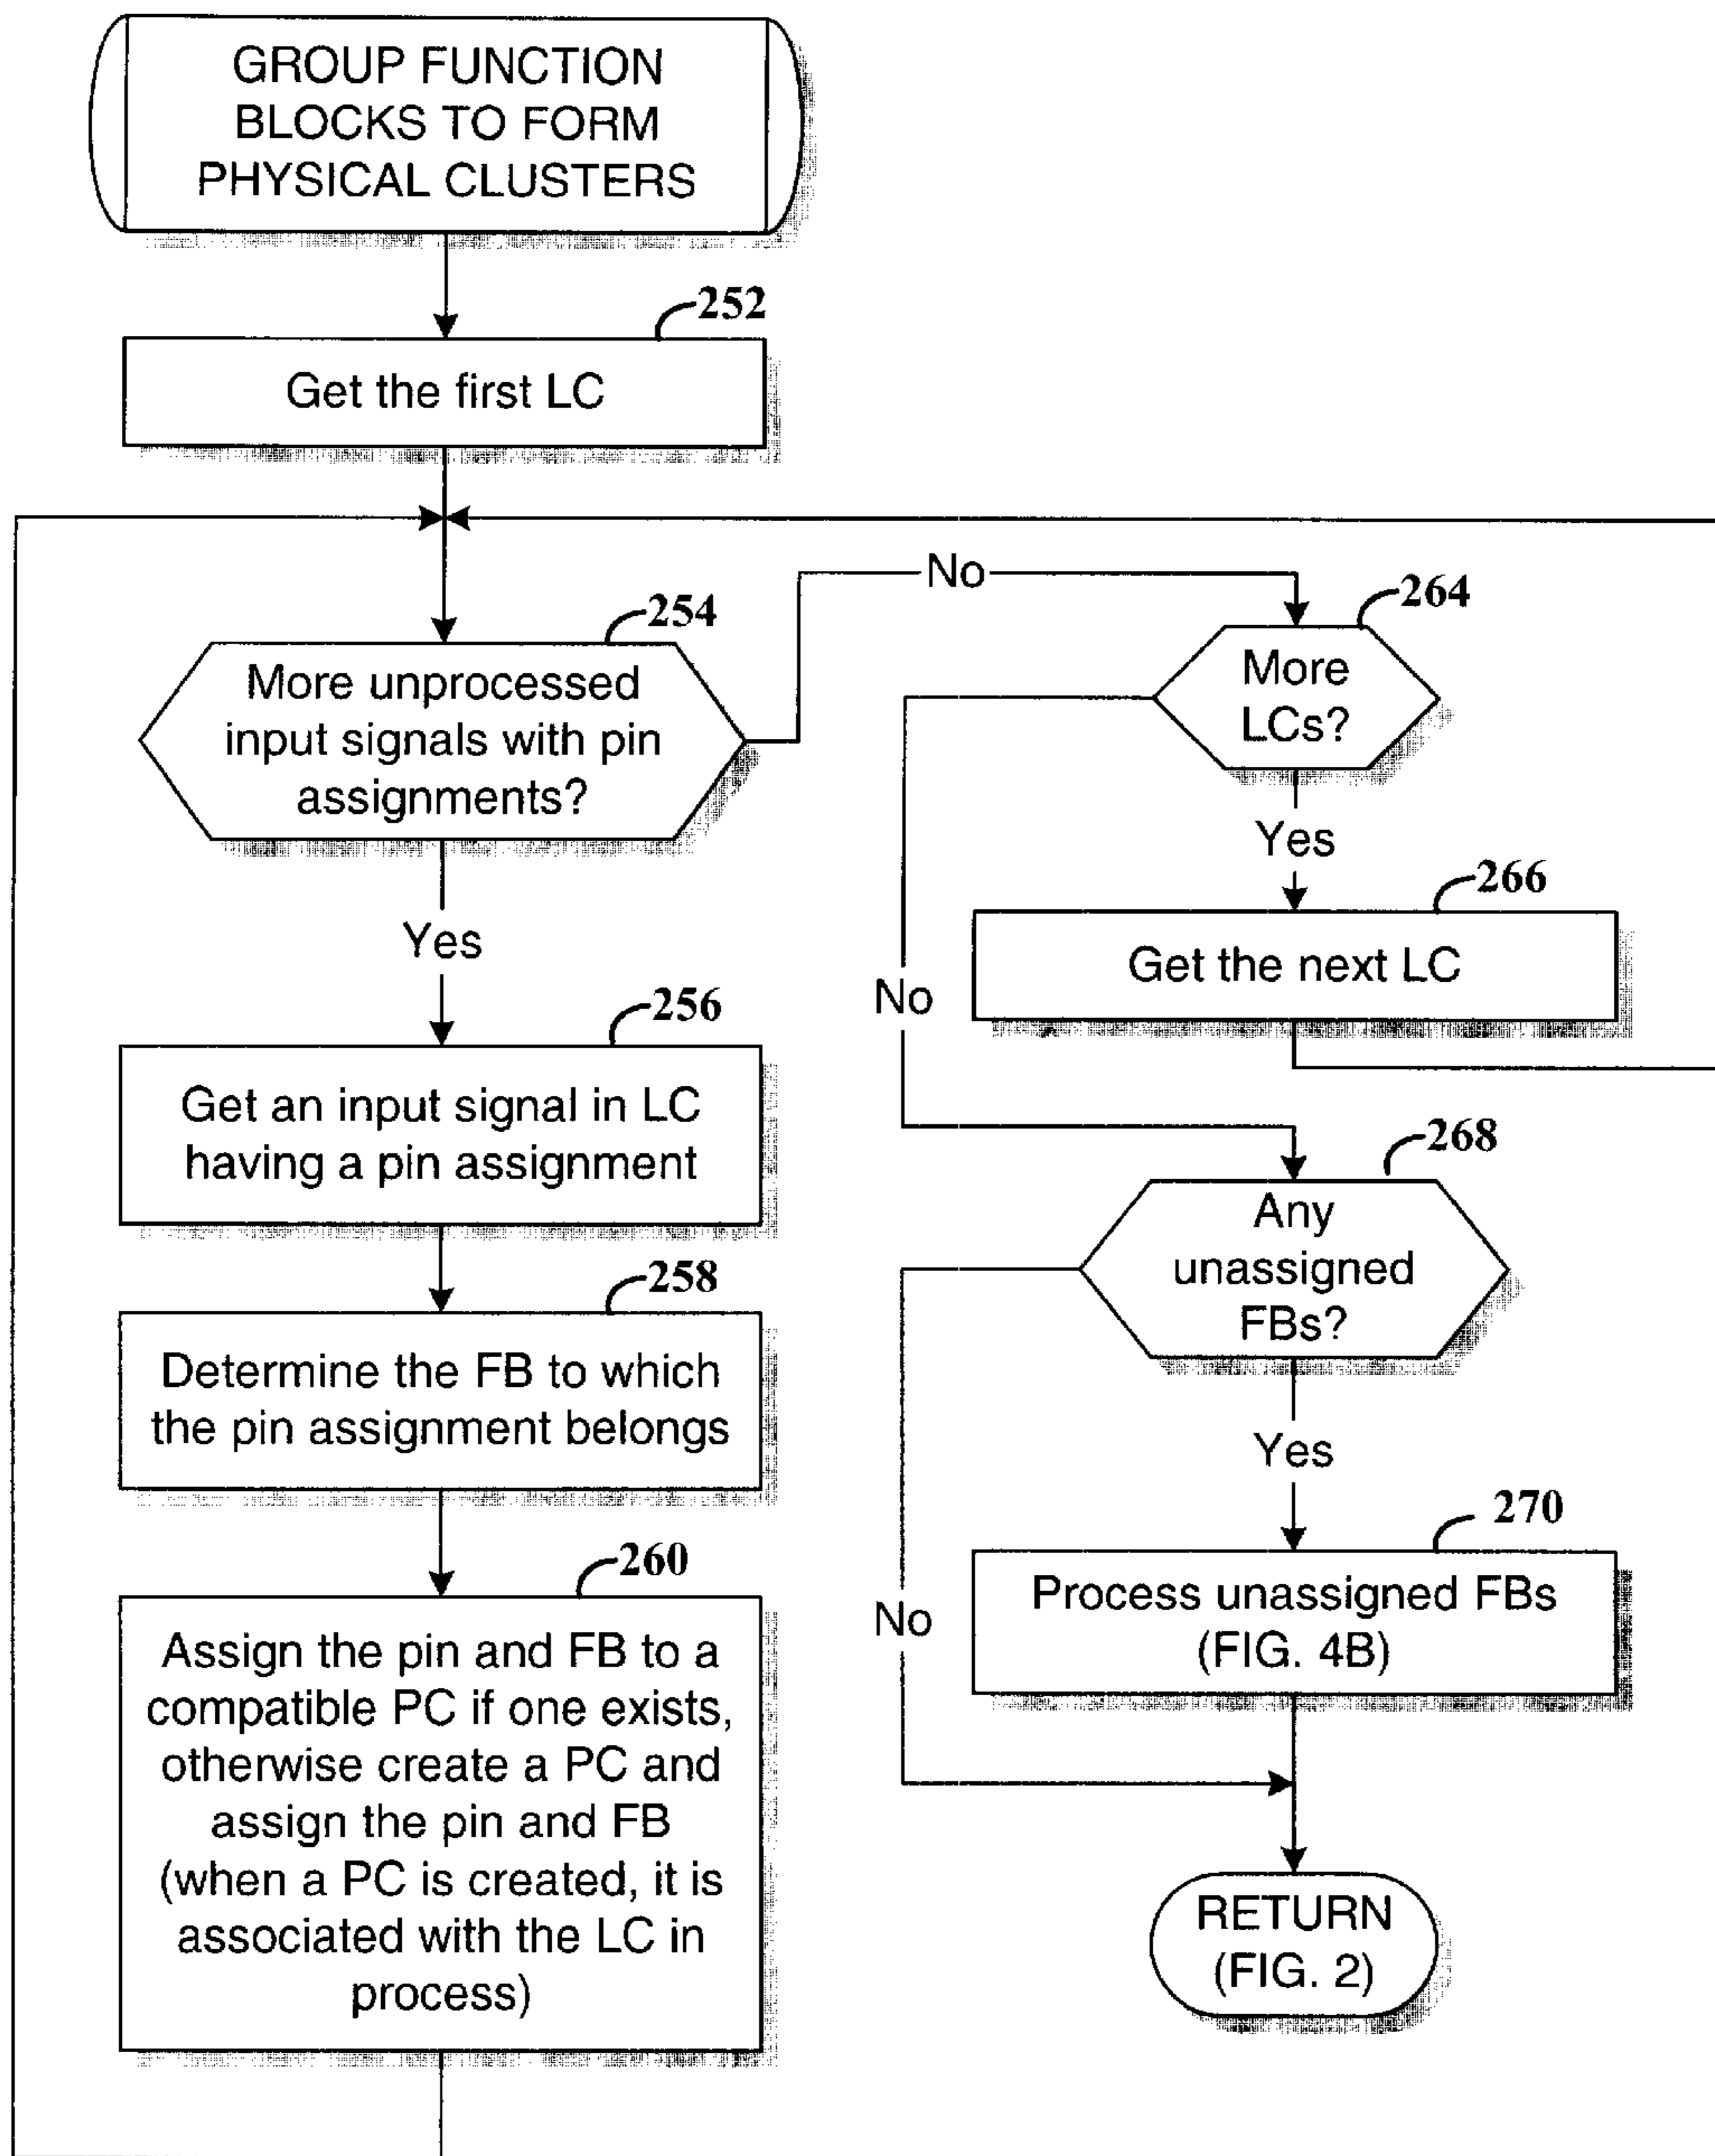 GROUP FUNCTION
BLOCKS TO FORM
PHYSICAL CLUSTERS
252
Get the first LC
254
More unprocessed
input signals with pin
assignments?
Yes
256
Get an input signal in LC
having a pin assignment
258
Determine the FB to which
the pin assignment belongs
260
Assign the pin and FB to a
compatible PC if one exists,
otherwise create a PC and
assign the pin and FB
(when a PC is created, it is
associated with the LC in
process)
No
264
More
LCs?
Yes
266
Get the next LC
No
268
Any
unassigned
FBs?
Yes
270
Process unassigned FBs
(FIG. 4B)
No
RETURN
(FIG. 2)